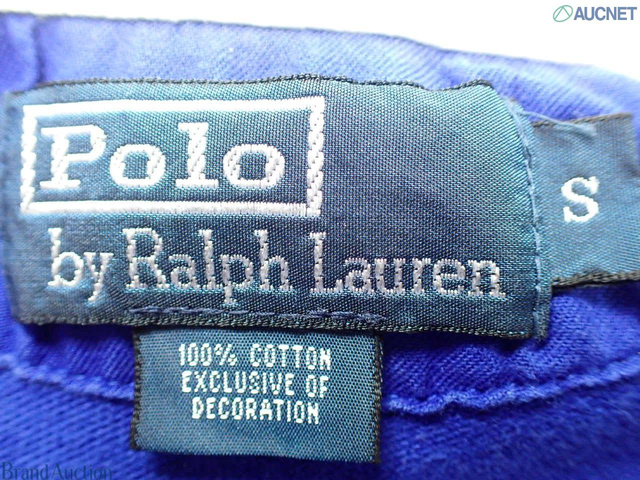 AUCNET
Polo
by Ralph Lauren
S
100% COTTON
EXCLUSIVE OF
DECORATION
Brand Auction